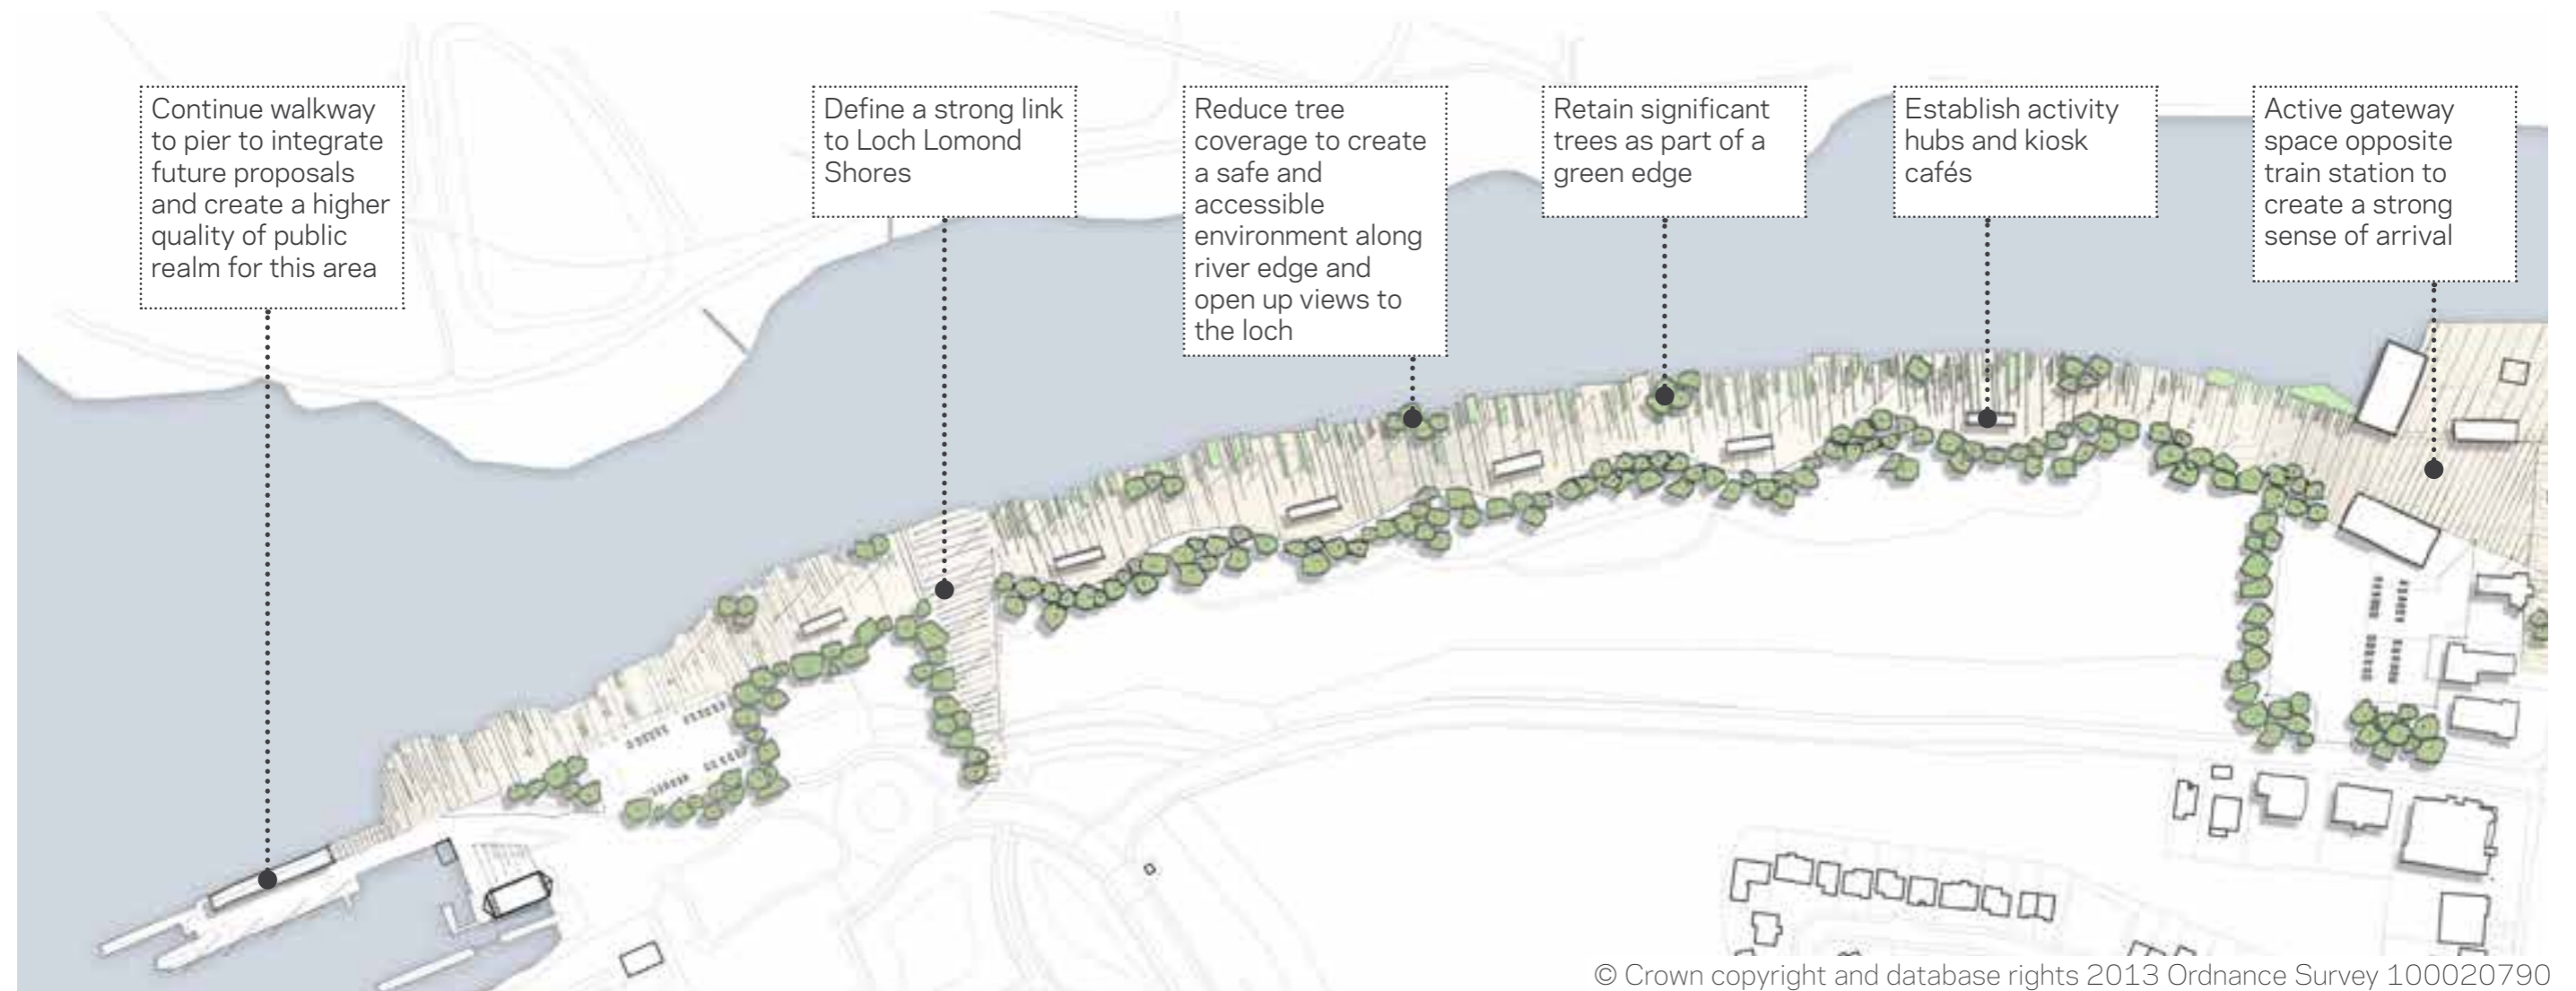 Continue walkway
to pier to integrate
future proposals
and create a higher
quality of public
realm for this area
Define a strong link
to Loch Lomond
Shores
Reduce tree
coverage to create
a safe and
accessible
environment along
river edge and
open up views to
the loch
Retain significant
trees as part of a
green edge
Establish activity
hubs and kiosk
cafés
Active gateway
space opposite
train station to
create a strong
sense of arrival
© Crown copyright and database rights 2013 Ordnance Survey 100020790